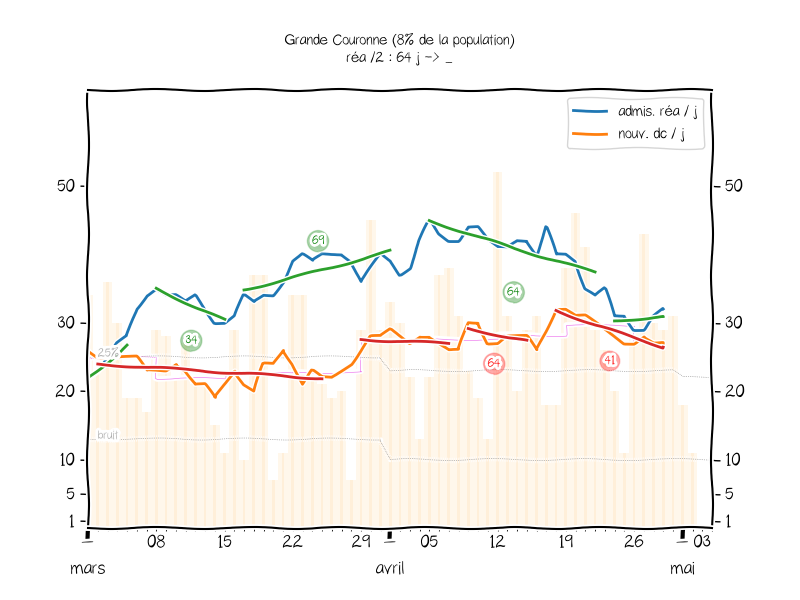 Grande Couronne (8% de la population)
réa /2 : 64 j -> _
admis. réa / j
nouv. dc / j
50 50
69
64
30 30
34
25%
64 41
20 20
bruit
10 10
5 5
1 1
08 15 22 29 05 12 19 26 03
mars avril mai